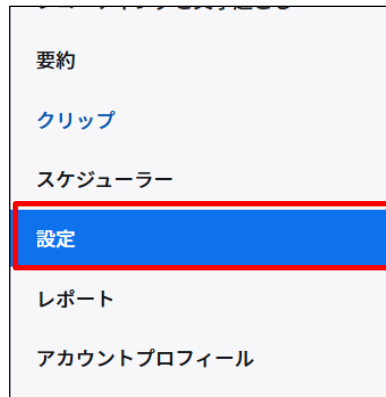 要約
クリップ
スケジューラー
設定
レポート
アカウントプロフィール